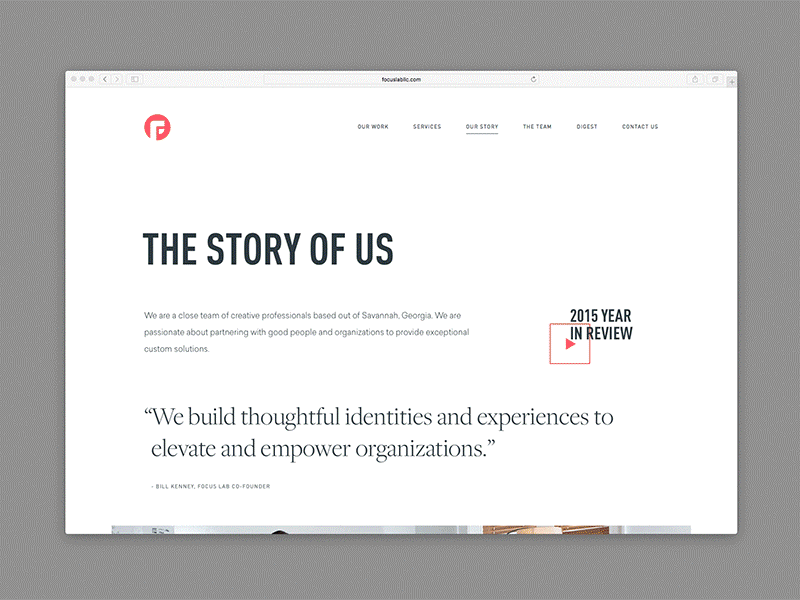 focuslabllc.com
OUR WORK SERVICES OUR STORY THE TEAM DIGEST CONTACT US
THE STORY OF US
We are a close team of creative professionals based out of Savannah, Georgia. We are
passionate about partnering with good people and organizations to provide exceptional
custom solutions.
2015 YEAR
IN REVIEW
“We build thoughtful identities and experiences to
elevate and empower organizations.”
- BILL KENNEY, FOCUS LAB CO-FOUNDER